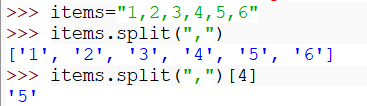 >>> items="1,2,3,4,5,6"
>>> items.split(",")
['1', '2', '3', '4', '5', '6']
>>> items.split(",")[4]
'5'